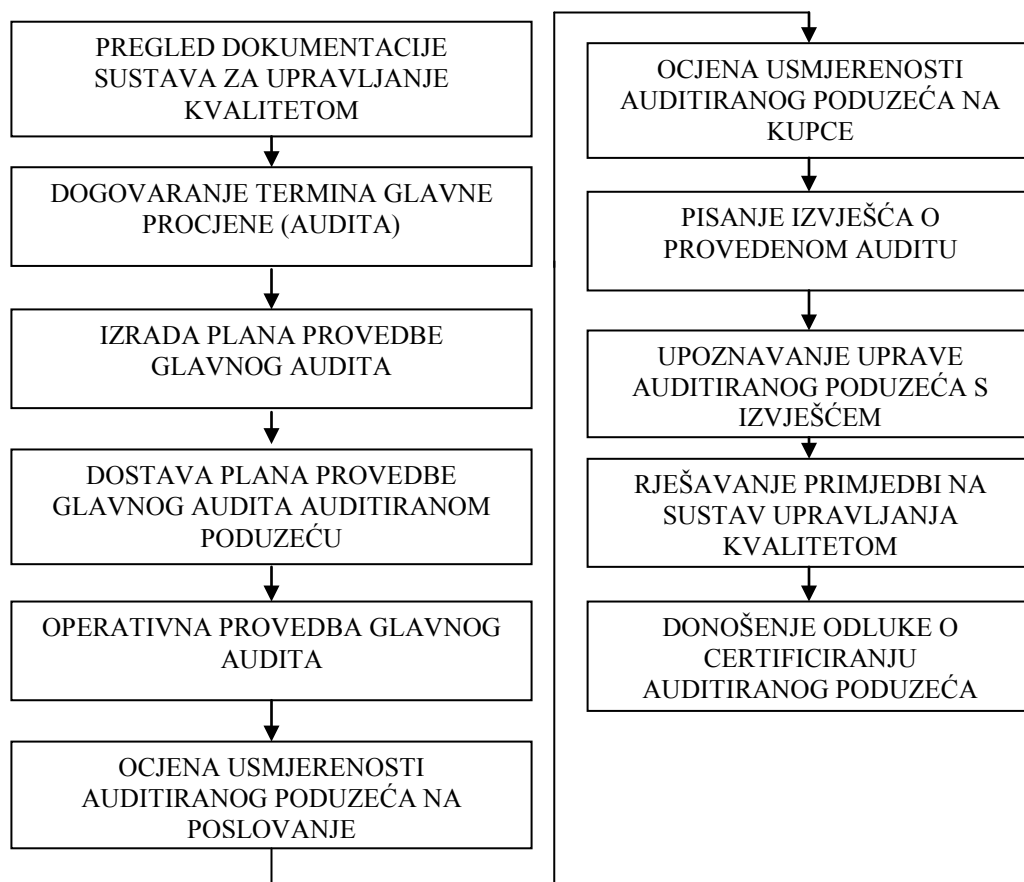 PREGLED DOKUMENTACIJE
SUSTAVA ZA UPRAVLJANJE
KVALITETOM
DOGOVARANJE TERMINA GLAVNE
PROCJENE (AUDITA)
IZRADA PLANA PROVEDBE
GLAVNOG AUDITA
DOSTAVA PLANA PROVEDBE
GLAVNOG AUDITA AUDITIRANOM
PODUZEĆU
OPERATIVNA PROVEDBA GLAVNOG
AUDITA
OCJENA USMJERENOSTI
AUDITIRANOG PODUZEĆA NA
POSLOVANJE
OCJENA USMJERENOSTI
AUDITIRANOG PODUZEĆA NA
KUPCE
PISANJE IZVJEŠĆA O
PROVEDENOM AUDITU
UPOZNAVANJE UPRAVE
AUDITIRANOG PODUZEĆA S
IZVJEŠĆEM
RJEŠAVANJE PRIMJEDBI NA
SUSTAV UPRAVLJANJA
KVALITETOM
DONOŠENJE ODLUKE O
CERTIFICIRANJU
AUDITIRANOG PODUZEĆA